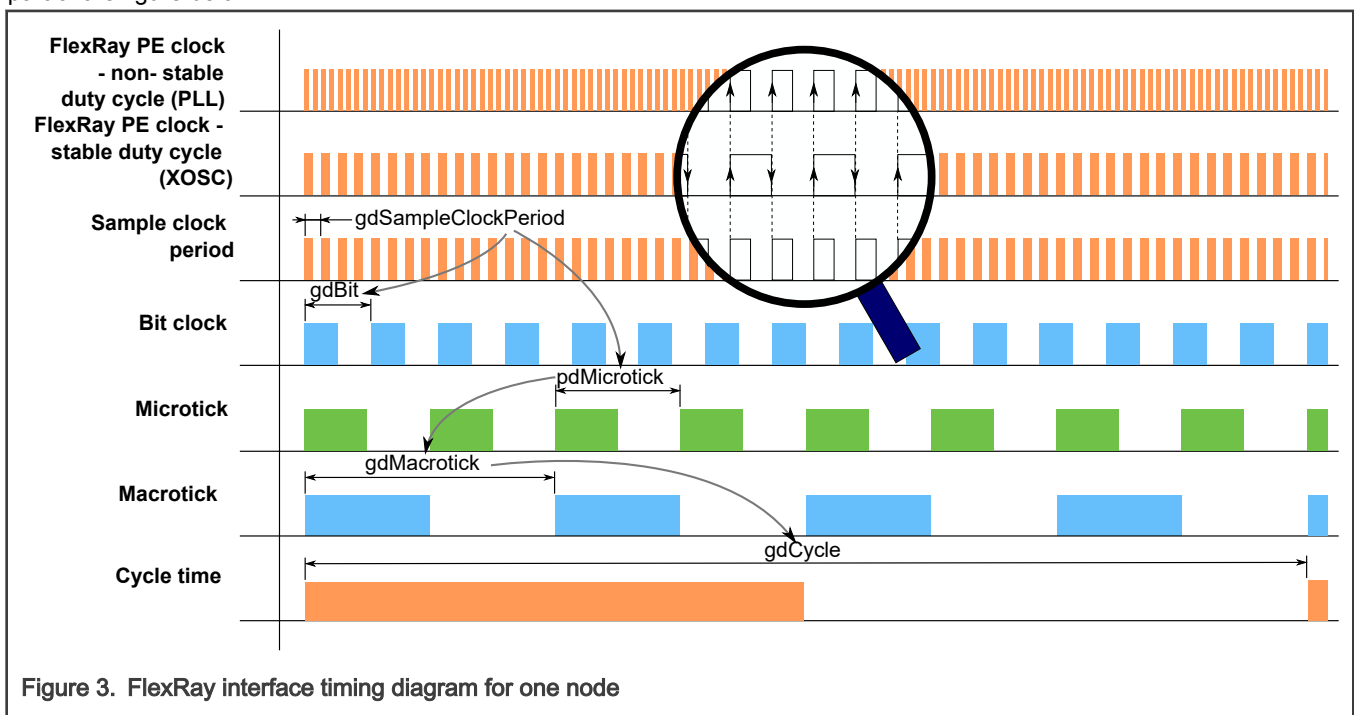 FlexRay PE clock
- non- stable
duty cycle (PLL)
FlexRay PE clock -
stable duty cycle
(XOSC)
Sample clock
period
gdSampleClockPeriod
gdBit
Bit clock
pdMicrotick
Microtick
gdMacrotick
Macrotick
gdCycle
Cycle time
Figure 3. FlexRay interface timing diagram for one node